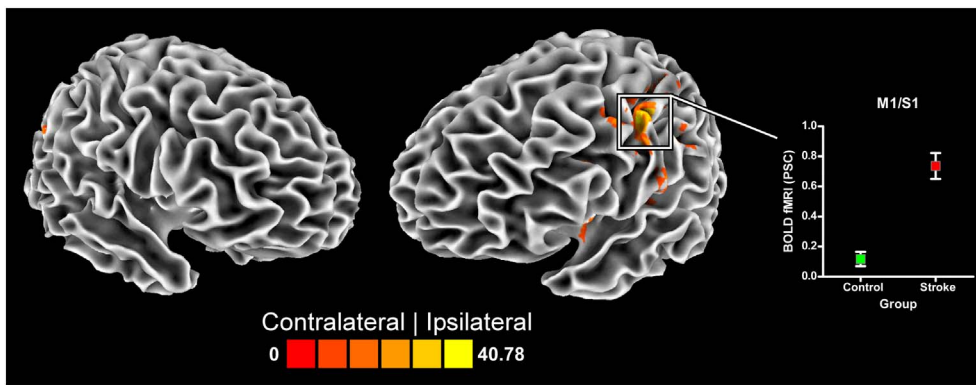 M1/S1
BOLD fMRI (PSC)
1.0
0.8
0.6
0.4
0.2
0.0
Control Stroke
Group
Contralateral | Ipsilateral
0 40.78